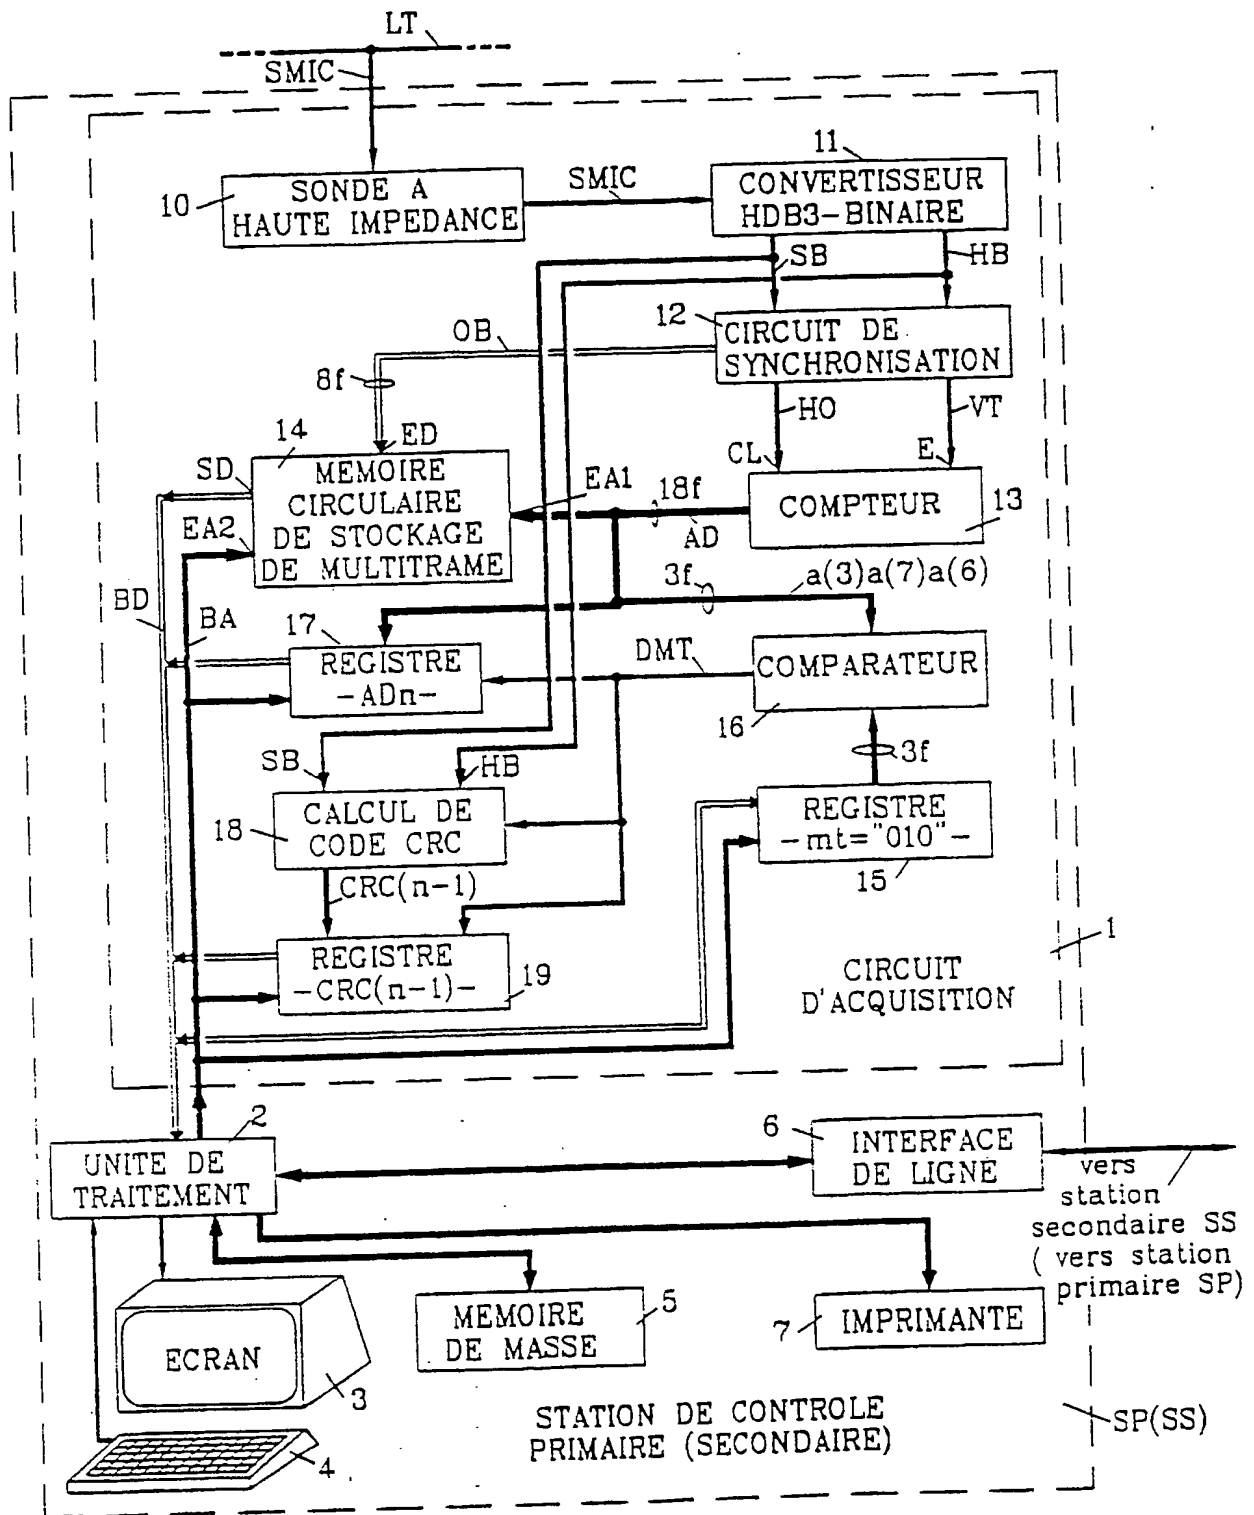 LT
SMIC
10
SONDE A
HAUTE IMPEDANCE
SMIC
11
CONVERTISSEUR
HDB3-BINAIRE
SB
HB
12
CIRCUIT DE
SYNCHRONISATION
OB
8f
HO
VT
14
ED
CL
E
SD
MEMOIRE
CIRCULAIRE
DE STOCKAGE
DE MULTITRAME
EA1
18f
AD
COMPTEUR
13
EA2
3f
a(3)a(7)a(6)
BD
BA
17
REGISTRE
-ADn-
DMT
COMPARATEUR
16
3f
SB
HB
18
CALCUL DE
CODE CRC
REGISTRE
-mt="010"-
15
CRC(n-1)
REGISTRE
-CRC(n-1)-
19
1
CIRCUIT
D'ACQUISITION
2
UNITE DE
TRAITEMENT
6
INTERFACE
DE LIGNE
vers
station
secondaire SS
( vers station
primaire SP)
ECRAN
3
4
MEMOIRE
DE MASSE
5
7
IMPRIMANTE
STATION DE CONTROLE
PRIMAIRE (SECONDAIRE)
SP(SS)